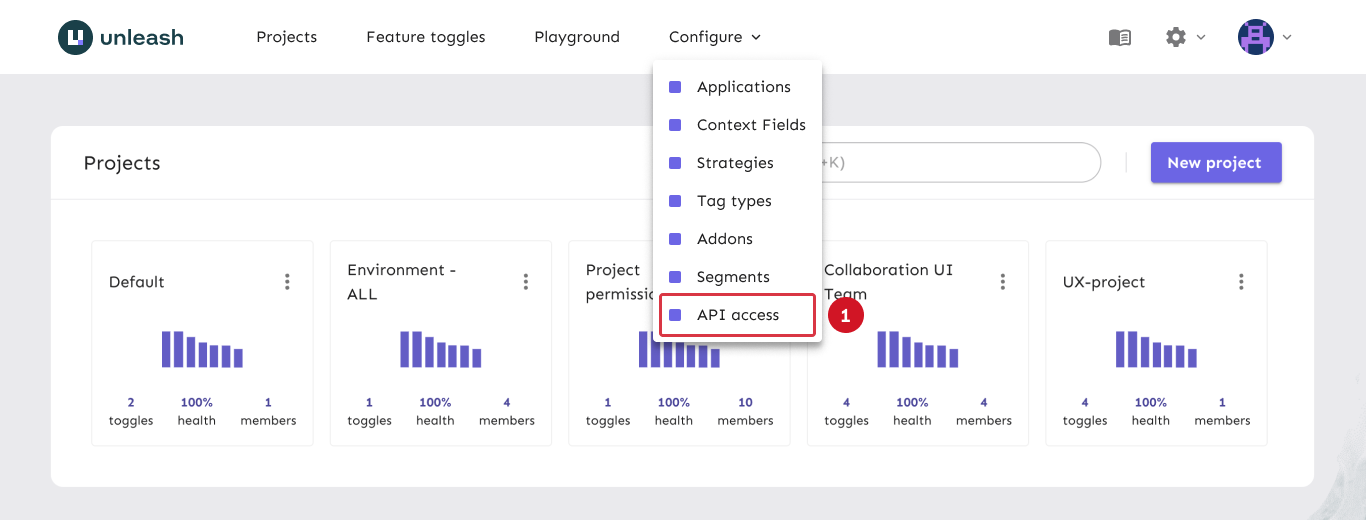 unleash
Projects
Feature toggles
Playground
Configure
Applications
Context Fields
Strategies
Tag types
Addons
Segments
API access
1
Projects
+K)
New project
Default
2 100% 1
toggles health members
Environment -
ALL
1 100% 4
toggles health members
Project
permissi
1 100% 10
toggles health members
Collaboration UI
Team
4 100% 4
toggles health members
UX-project
4 100% 1
toggles health members